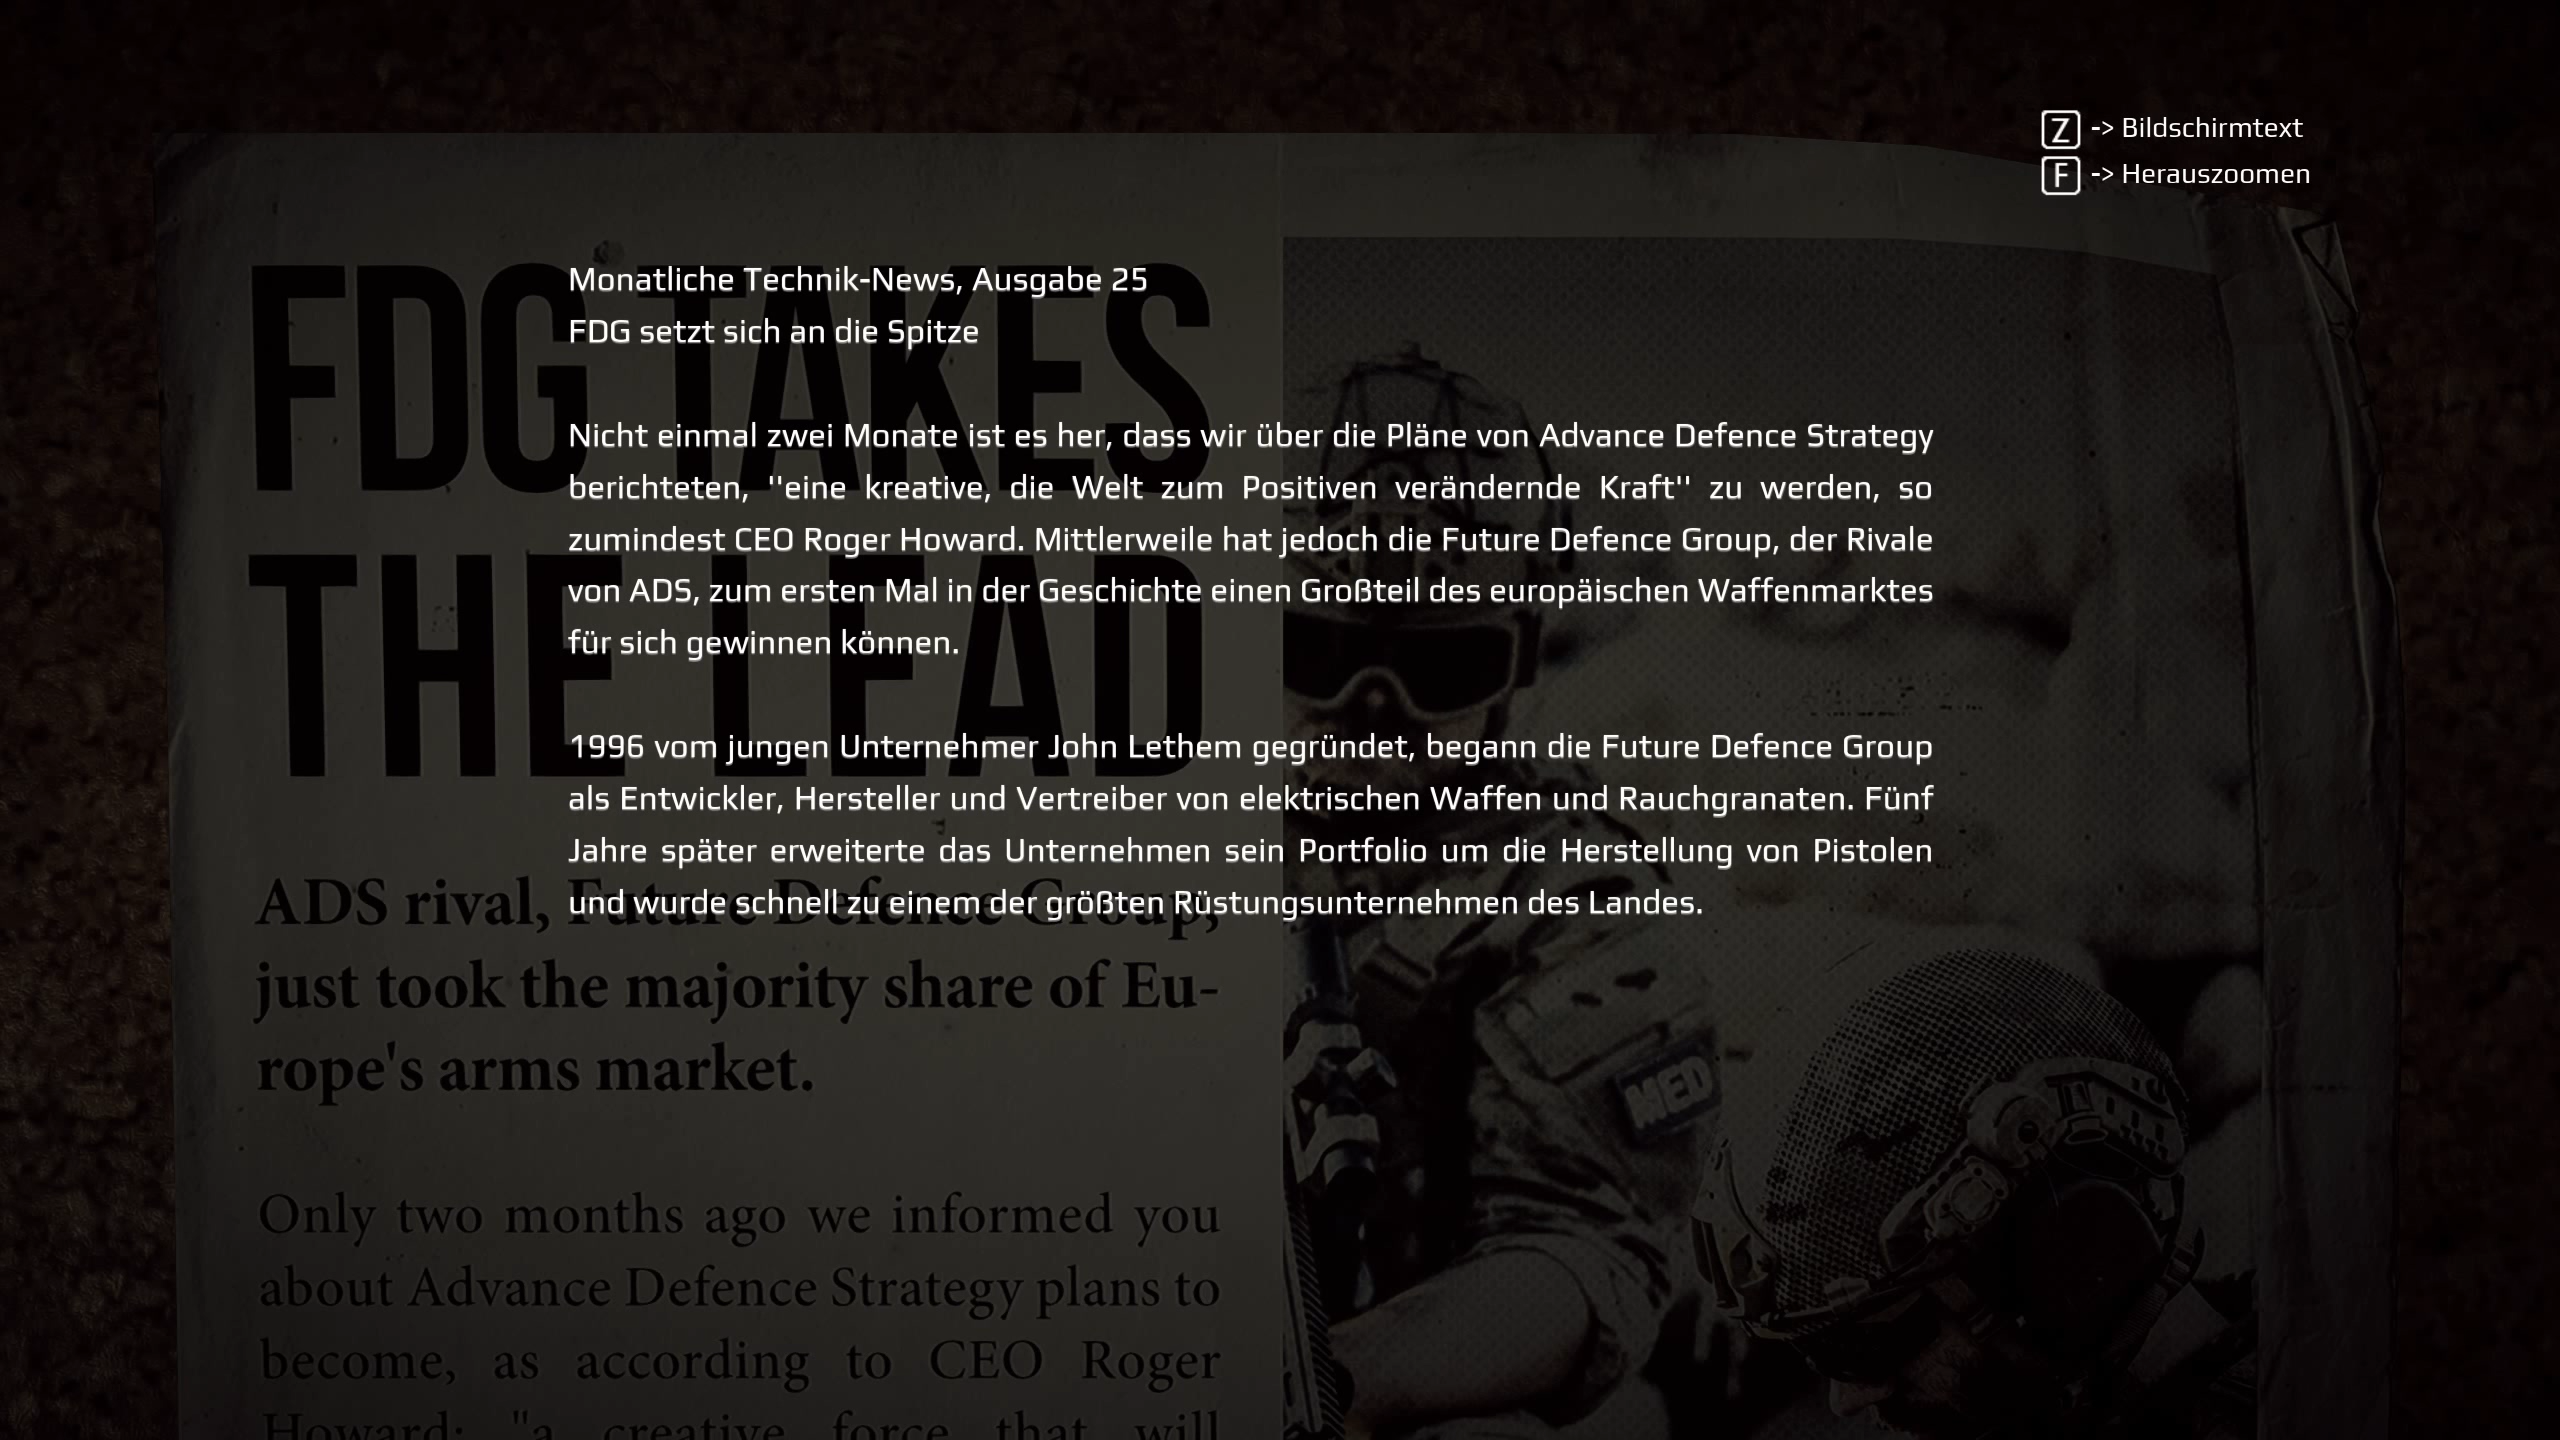 Z -> Bildschirmtext
F -> Herauszoomen
Monatliche Technik-News, Ausgabe 25
FDG setzt sich an die Spitze
Nicht einmal zwei Monate ist es her, dass wir über die Pläne von Advance Defence Strategy
berichteten, ''eine kreative, die Welt zum Positiven verändernde Kraft'' zu werden, so
zumindest CEO Roger Howard. Mittlerweile hat jedoch die Future Defence Group, der Rivale
von ADS, zum ersten Mal in der Geschichte einen Großteil des europäischen Waffenmarktes
für sich gewinnen können.
1996 vom jungen Unternehmer John Lethem gegründet, begann die Future Defence Group
als Entwickler, Hersteller und Vertreiber von elektrischen Waffen und Rauchgranaten. Fünf
Jahre später erweiterte das Unternehmen sein Portfolio um die Herstellung von Pistolen
und wurde schnell zu einem der größten Rüstungsunternehmen des Landes.
FDG TAKES
THE LEAD
ADS rival, Future Defence Group,
just took the majority share of Eu-
rope's arms market.
Only two months ago we informed you
about Advance Defence Strategy plans to
become, as according to CEO Roger
Howard: "a creative force that will
MED